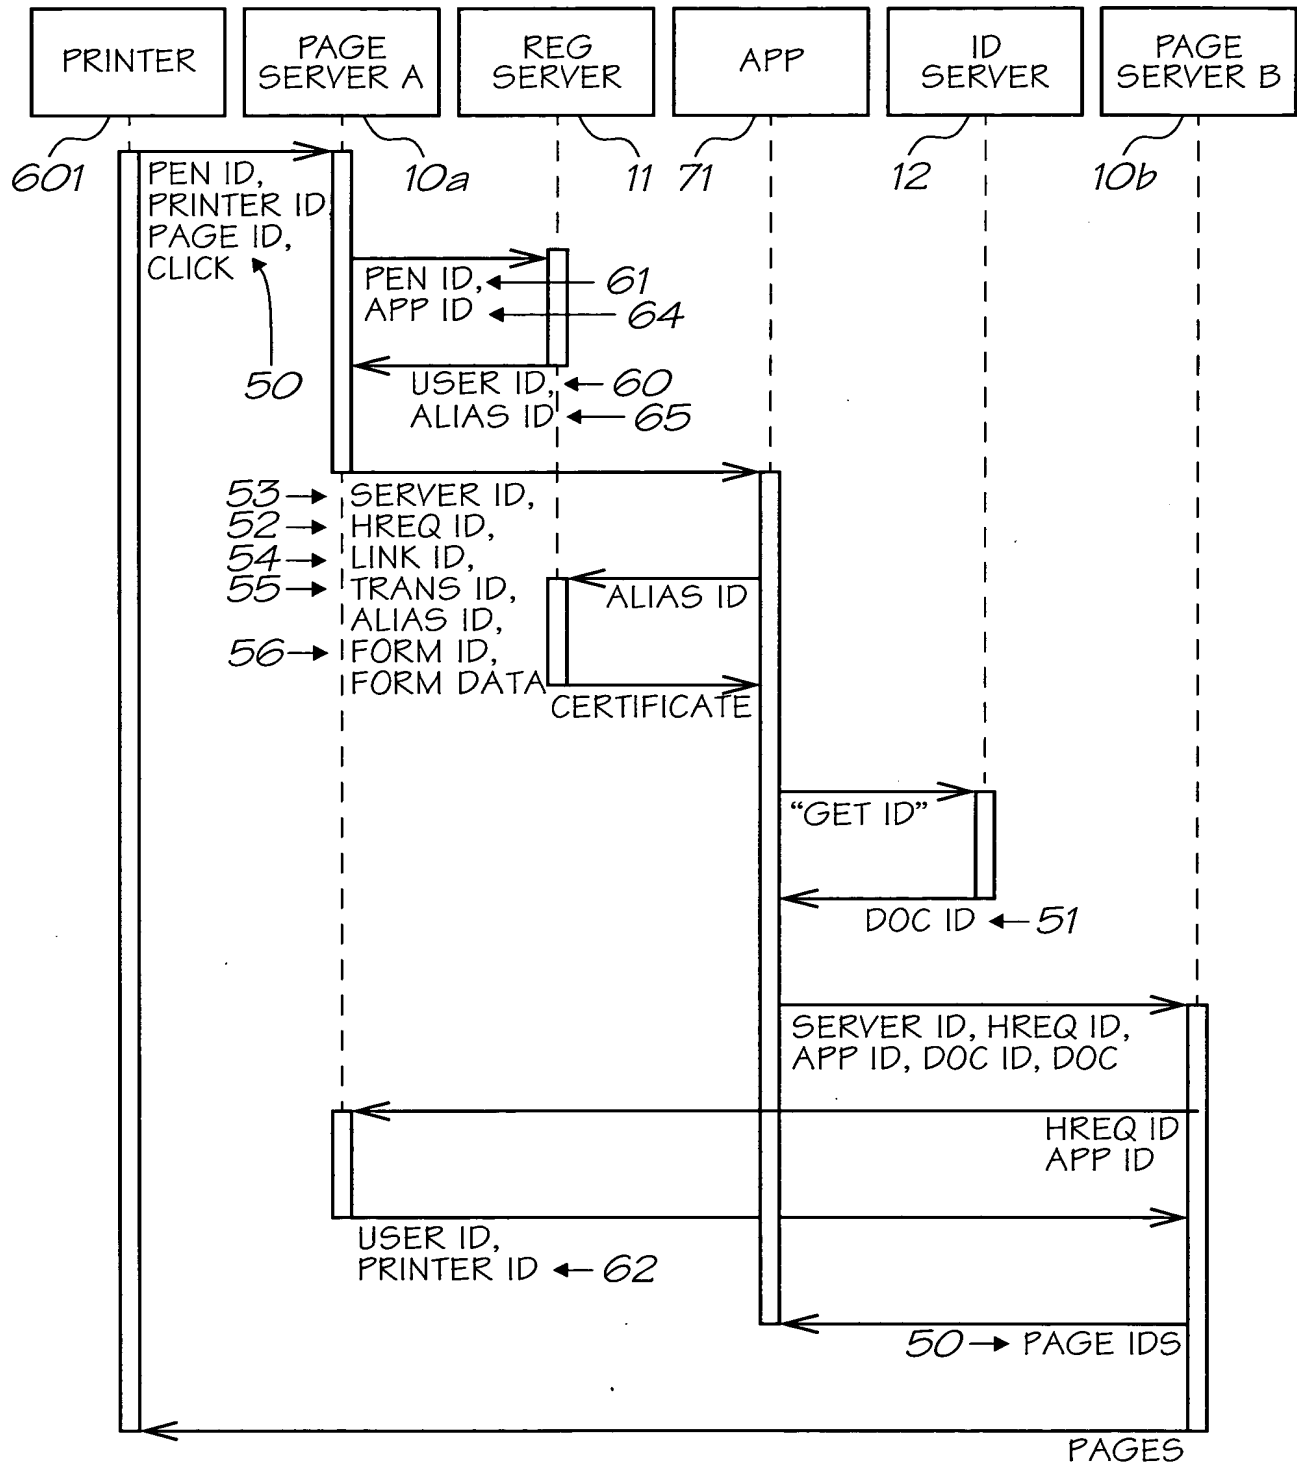 PRINTER
PAGE
SERVER A
REG
SERVER
APP
ID
SERVER
PAGE
SERVER B
601
10a
11
71
12
10b
PEN ID,
PRINTER ID
PAGE ID,
CLICK
50
PEN ID,
61
APP ID
64
USER ID,
60
ALIAS ID
65
53
SERVER ID,
52
HREQ ID,
54
LINK ID,
55
TRANS ID,
ALIAS ID,
56
FORM ID,
FORM DATA
ALIAS ID
CERTIFICATE
“GET ID”
DOC ID
51
SERVER ID, HREQ ID,
APP ID, DOC ID, DOC
HREQ ID
APP ID
USER ID,
PRINTER ID
62
50
PAGE IDS
PAGES